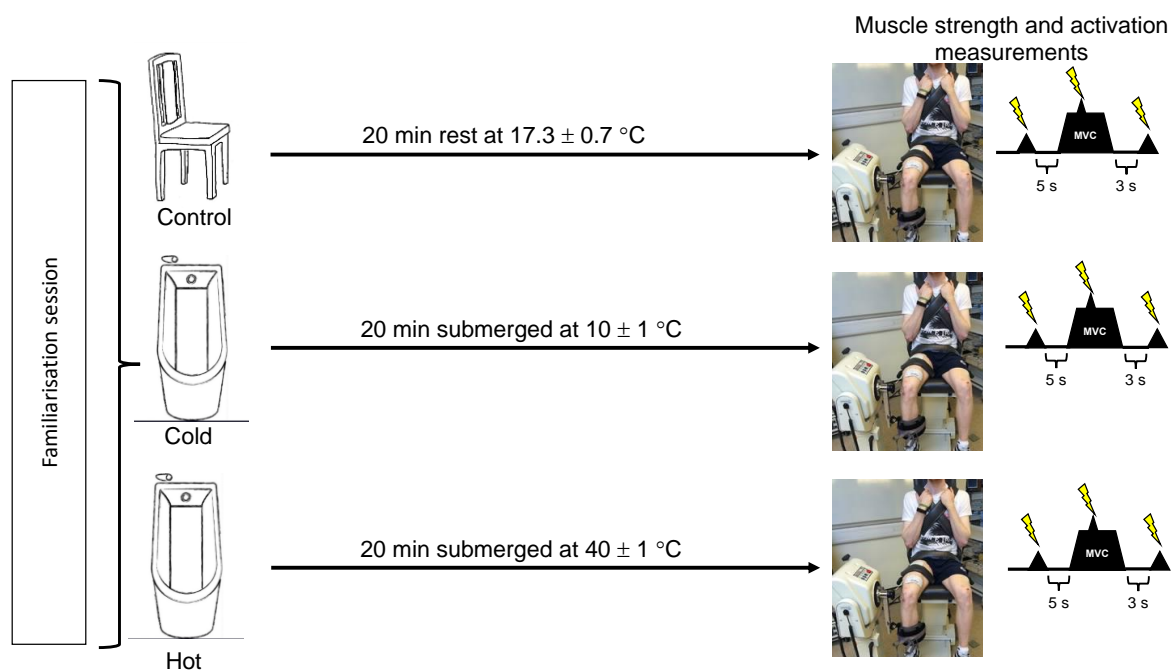 Muscle strength and activation
measurements
Familiarisation session
Control
20 min rest at 17.3 ± 0.7 °C
MVC
5 s
3 s
Cold
20 min submerged at 10 ± 1 °C
MVC
5 s
3 s
Hot
20 min submerged at 40 ± 1 °C
MVC
5 s
3 s